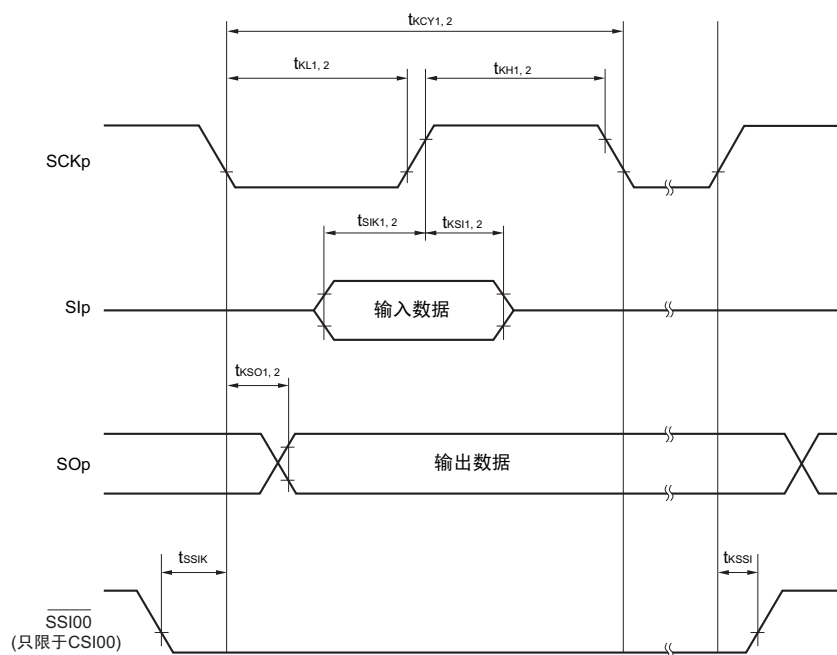 tKCY1, 2
tKL1, 2
tKH1, 2
SCKp
tSIK1, 2
tKSI1, 2
SIp
输入数据
tKSO1, 2
SOp
输出数据
tSSIK
tKSSI
SSI00
(只限于CSI00)